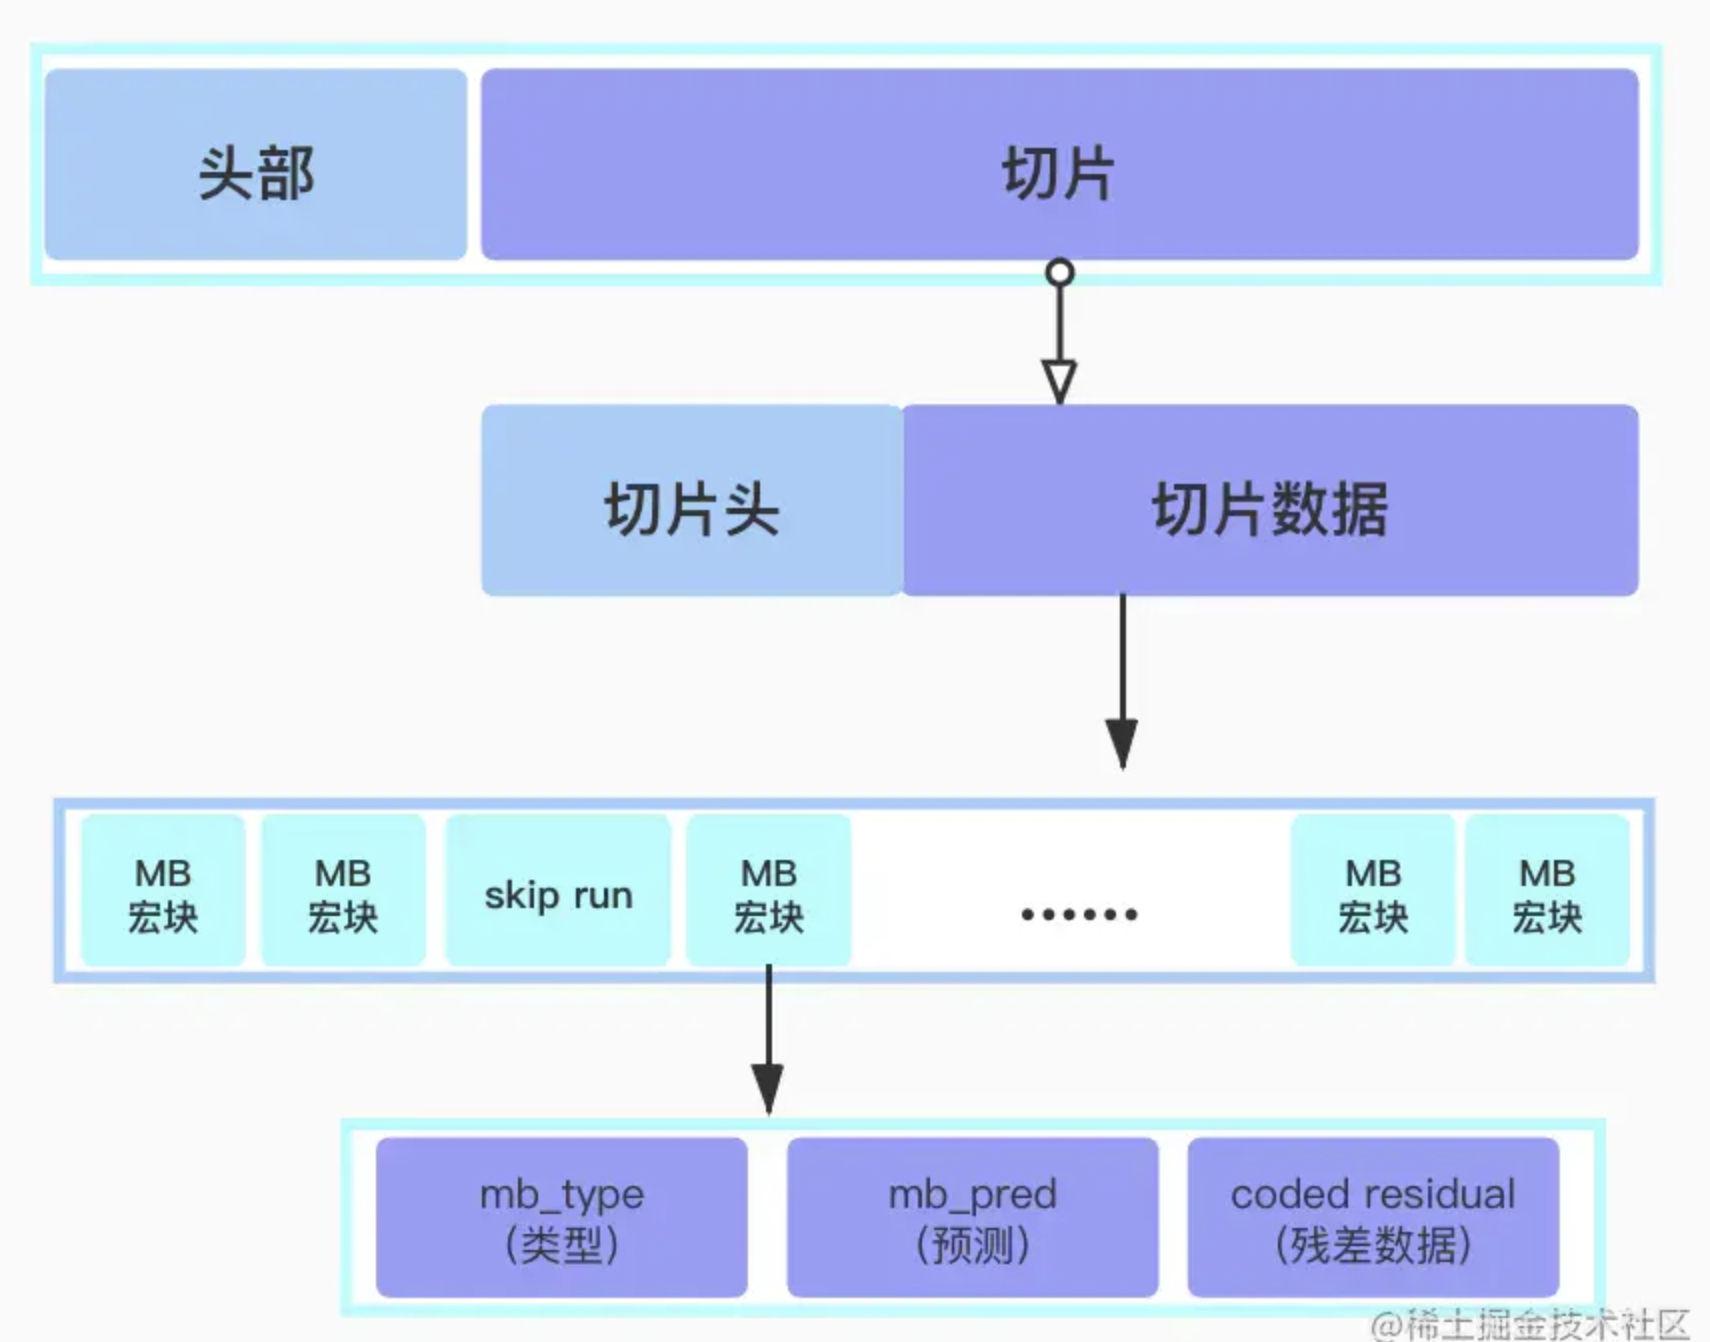 头部
切片
切片头
切片数据
MB
宏块
MB
宏块
skip run
MB
宏块
······
MB
宏块
MB
宏块
mb_type
（类型）
mb_pred
（预测）
coded residual
（残差数据）
@稀土掘金技术社区